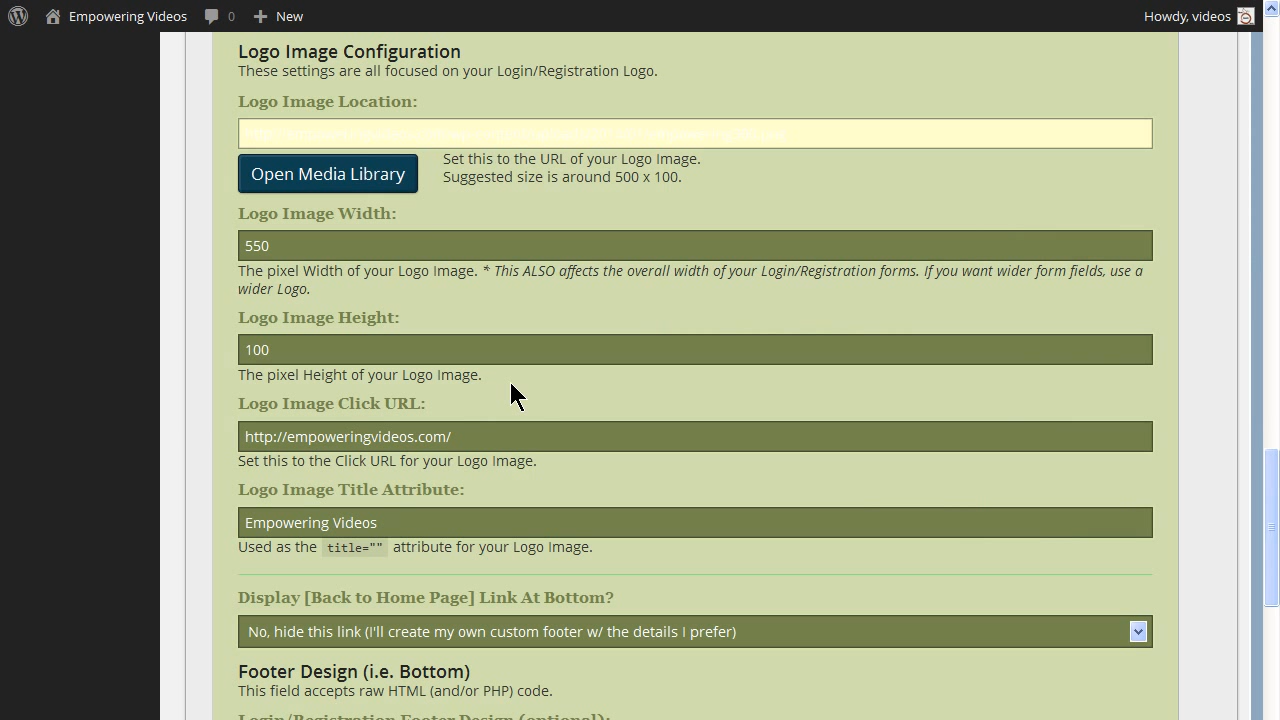 Empowering Videos 0 New Howdy, videos
Logo Image Configuration
These settings are all focused on your Login/Registration Logo.
Logo Image Location:
Open Media Library
Set this to the URL of your Logo Image.
Suggested size is around 500 x 100.
Logo Image Width:
550
The pixel Width of your Logo Image. * This ALSO affects the overall width of your Login/Registration forms. If you want wider form fields, use a
wider Logo.
Logo Image Height:
100
The pixel Height of your Logo Image.
Logo Image Click URL:
http://empoweringvideos.com/
Set this to the Click URL for your Logo Image.
Logo Image Title Attribute:
Empowering Videos
Used as the title="" attribute for your Logo Image.
Display [Back to Home Page] Link At Bottom?
No, hide this link (I'll create my own custom footer w/ the details I prefer)
Footer Design (i.e. Bottom)
This field accepts raw HTML (and/or PHP) code.
Login/Registration Footer Design (optional):